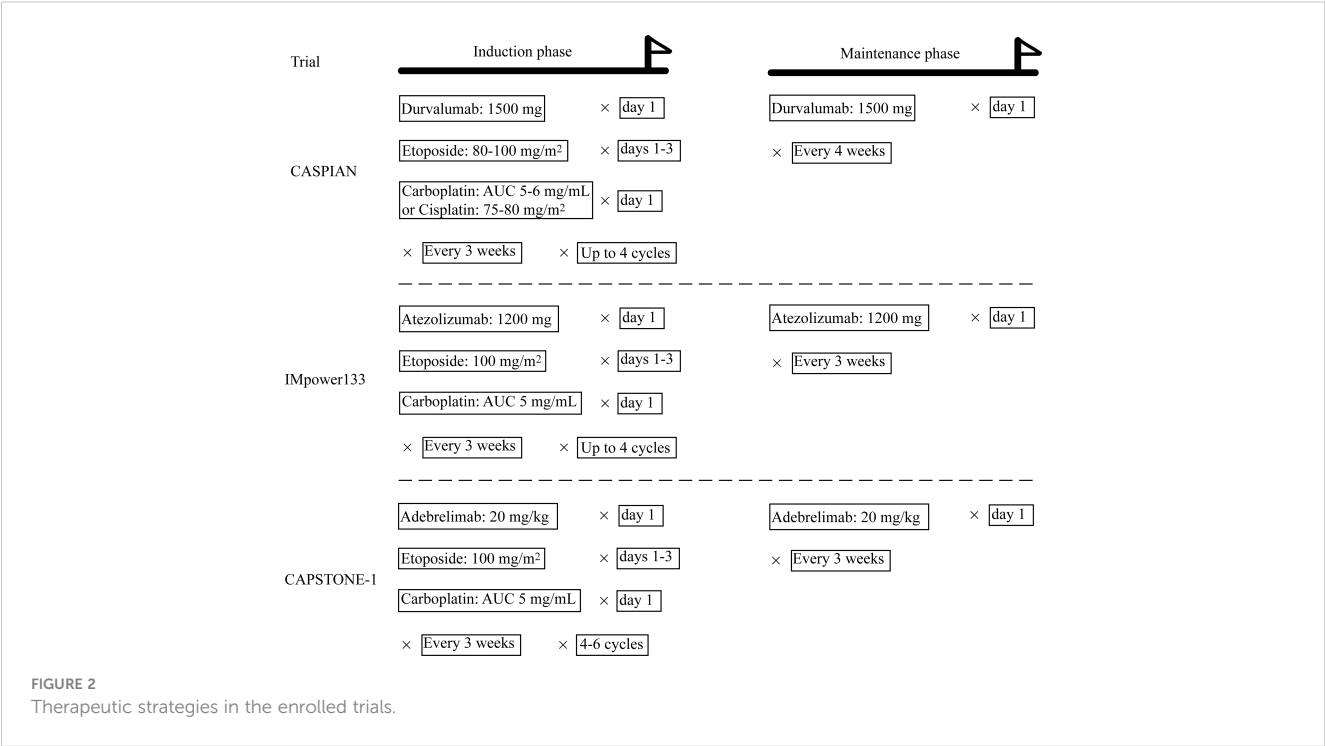 Trial
Induction phase
Maintenance phase
CASPIAN
Durvalumab: 1500 mg × day 1
Etoposide: 80-100 mg/m² × days 1-3
Carboplatin: AUC 5-6 mg/mL
or Cisplatin: 75-80 mg/m² × day 1
× Every 3 weeks × Up to 4 cycles
Durvalumab: 1500 mg × day 1
× Every 4 weeks
IMpower133
Atezolizumab: 1200 mg × day 1
Etoposide: 100 mg/m² × days 1-3
Carboplatin: AUC 5 mg/mL × day 1
× Every 3 weeks × Up to 4 cycles
Atezolizumab: 1200 mg × day 1
× Every 3 weeks
CAPSTONE-1
Adebrelimab: 20 mg/kg × day 1
Etoposide: 100 mg/m² × days 1-3
Carboplatin: AUC 5 mg/mL × day 1
× Every 3 weeks × 4-6 cycles
Adebrelimab: 20 mg/kg × day 1
× Every 3 weeks
FIGURE 2
Therapeutic strategies in the enrolled trials.